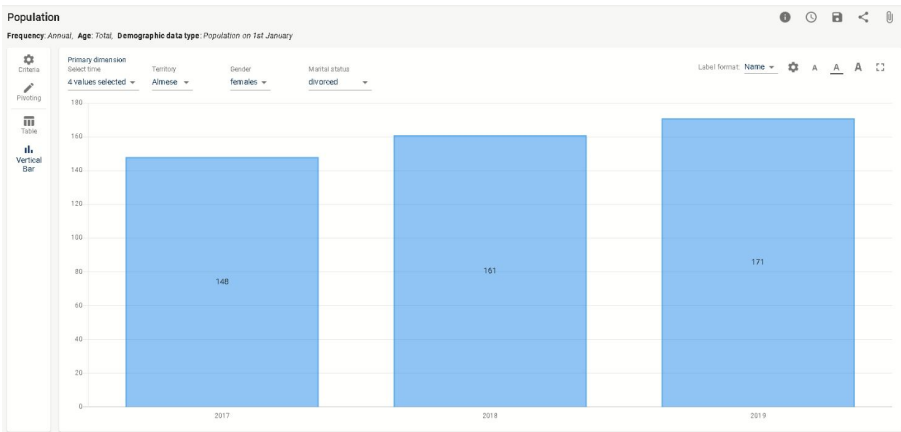 Population
Frequency: Annual, Age: Total, Demographic data type: Population on 1st January
Criteria
Pivoting
Table
Vertical
Bar
Primary dimension
Select time
4 values selected
Territory
Almese
Gender
females
Marital status
divorced
Label format: Name
A A A
180
160
140
120
100
80
60
40
20
0
148
161
171
2017 2018 2019